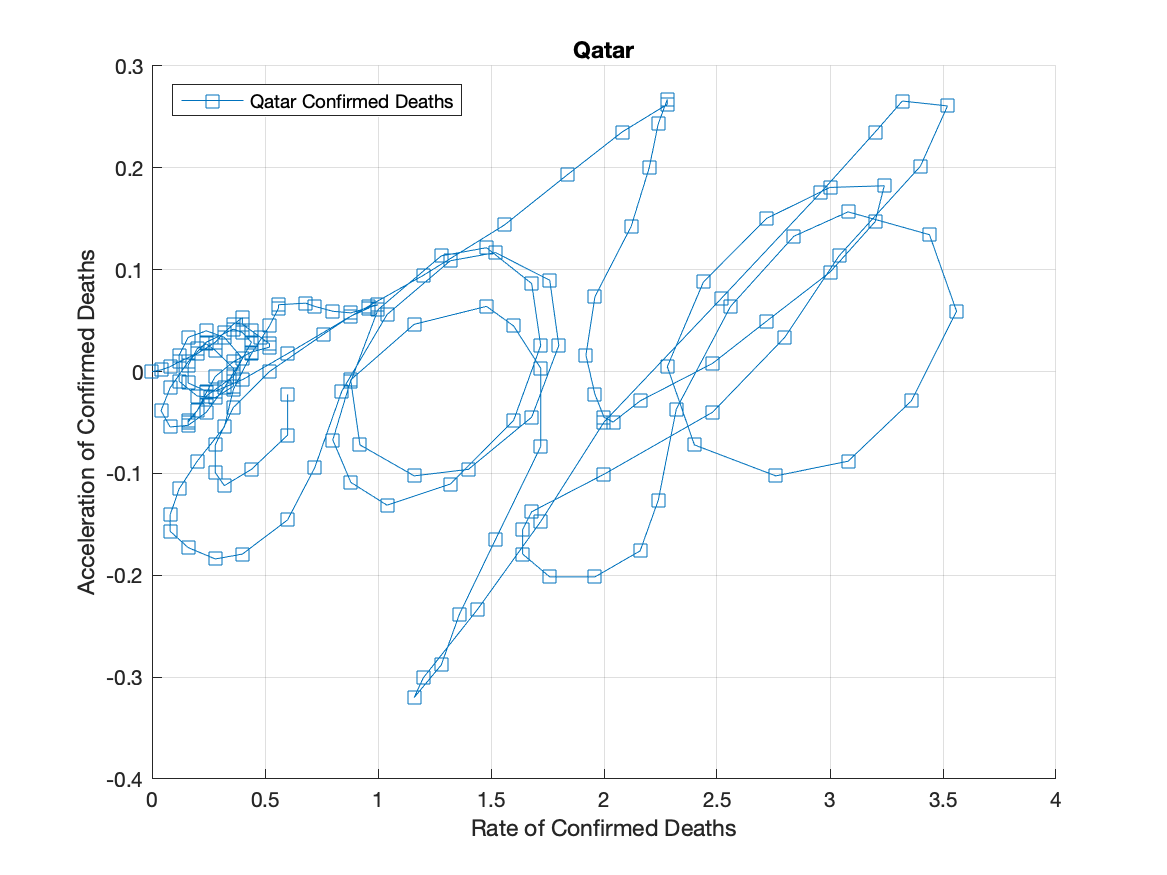 Qatar
Qatar Confirmed Deaths
Acceleration of Confirmed Deaths
0.3
0.2
0.1
0
-0.1
-0.2
-0.3
-0.4
0 0.5 1 1.5 2 2.5 3 3.5 4
Rate of Confirmed Deaths